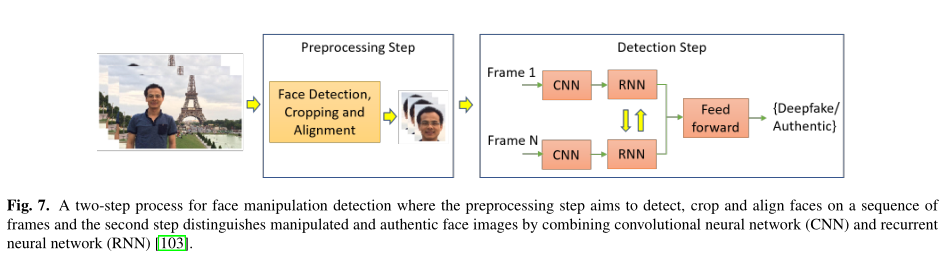 Preprocessing Step
Face Detection,
Cropping and
Alignment
Detection Step
Frame 1
CNN
RNN
Frame N
CNN
RNN
Feed
forward
{Deepfake/
Authentic}
Fig. 7. A two-step process for face manipulation detection where the preprocessing step aims to detect, crop and align faces on a sequence of
frames and the second step distinguishes manipulated and authentic face images by combining convolutional neural network (CNN) and recurrent
neural network (RNN) [103].